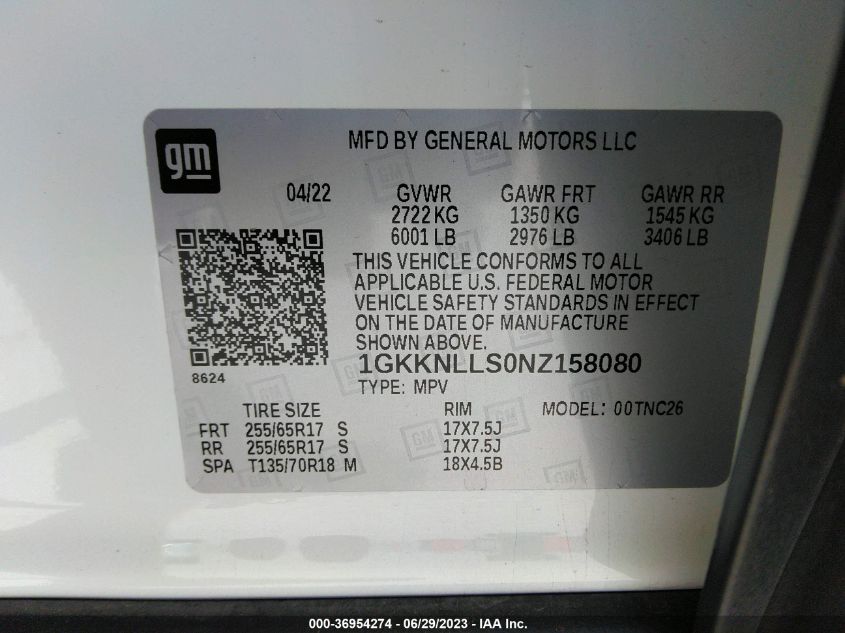 gm
MFD BY GENERAL MOTORS LLC
04/22 GVWR GAWR FRT GAWR RR
2722 KG 1350 KG 1545 KG
6001 LB 2976 LB 3406 LB
THIS VEHICLE CONFORMS TO ALL
APPLICABLE U.S. FEDERAL MOTOR
VEHICLE SAFETY STANDARDS IN EFFECT
ON THE DATE OF MANUFACTURE
SHOWN ABOVE.
8624
1GKKNLLS0NZ158080
TYPE: MPV
TIRE SIZE RIM MODEL: 00TNC26
FRT 255/65R17 S 17X7.5J
RR 255/65R17 S 17X7.5J
SPA T135/70R18 M 18X4.5B
000-36954274 - 06/29/2023 - IAA Inc.